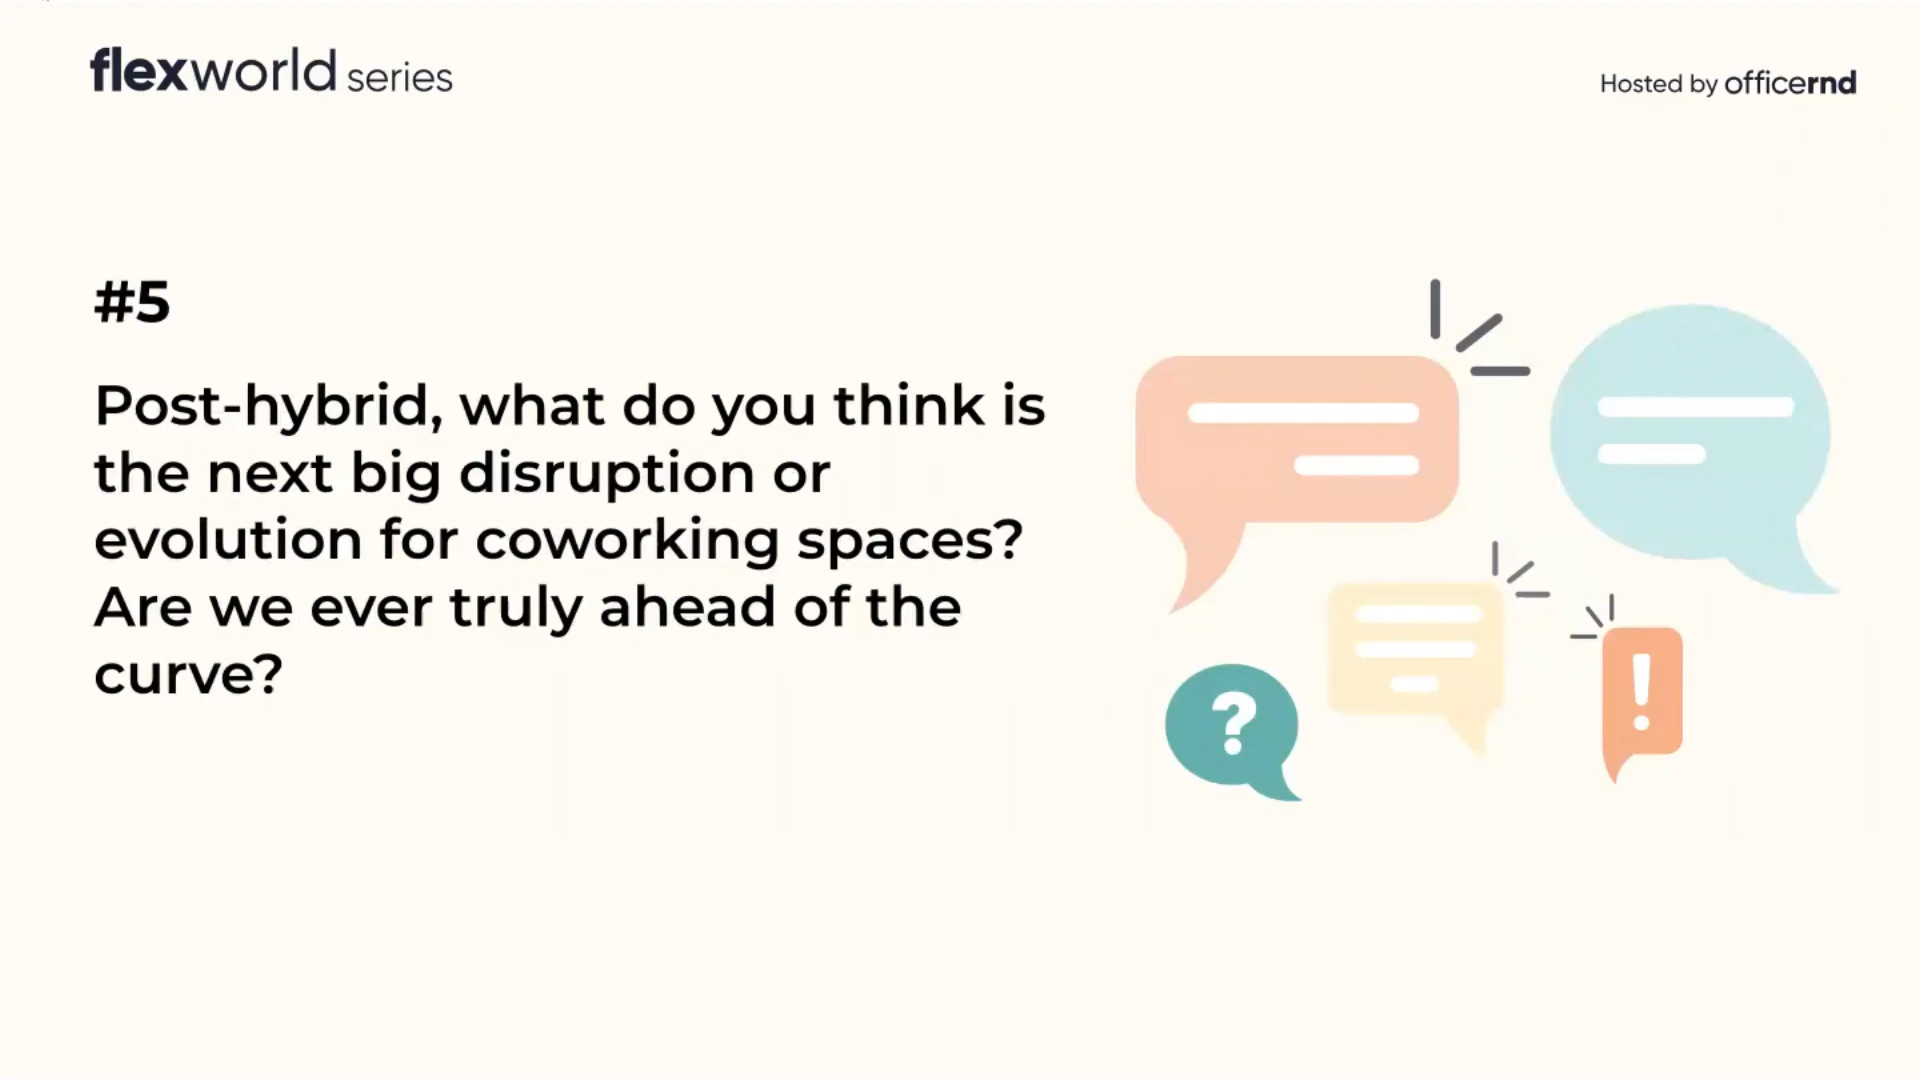 flexworld series
Hosted by officernd
#5
Post-hybrid, what do you think is
the next big disruption or
evolution for coworking spaces?
Are we ever truly ahead of the
curve?
?
!